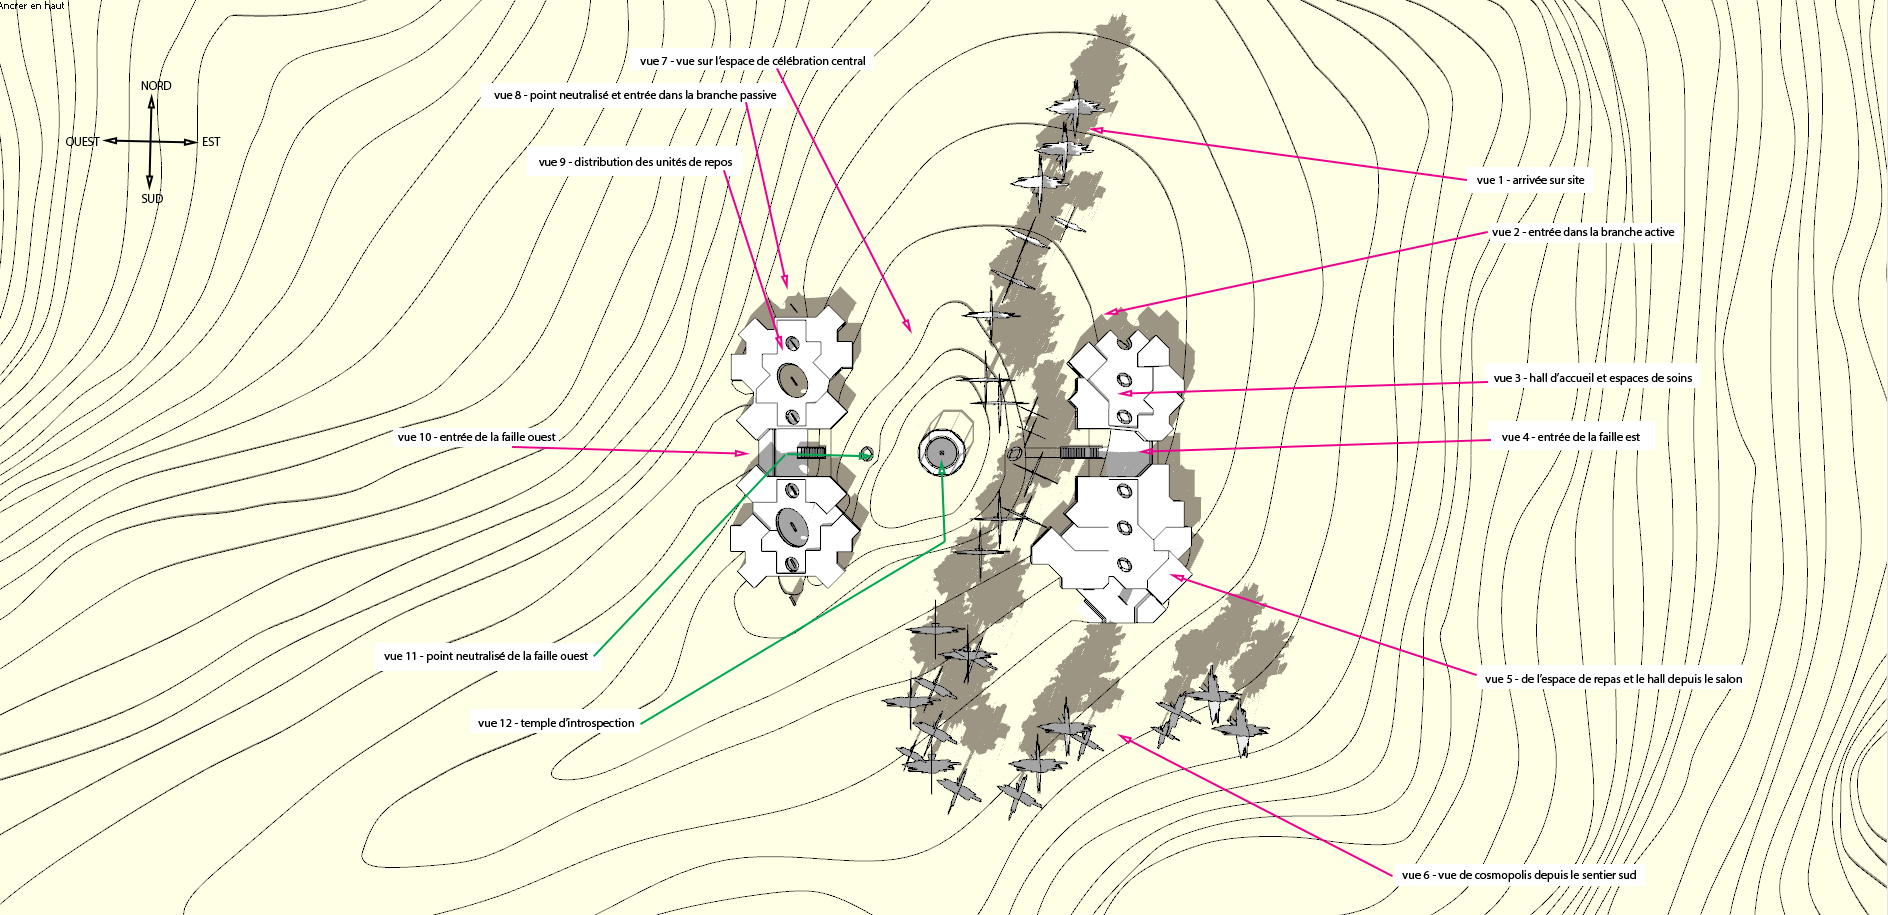 Ancrer en haut
vue 7 - vue sur l'espace de célébration central
NORD
vue 8 - point neutralisé et entrée dans la branche passive
OUEST
EST
vue 9 - distribution des unités de repos
vue 1 - arrivée sur site
SUD
vue 2 - entrée dans la branche active
vue 3 - hall d'accueil et espaces de soins
vue 10 - entrée de la faille ouest
vue 4 - entrée de la faille est
vue 11 - point neutralisé de la faille ouest
vue 5 - de l'espace de repas et le hall depuis le salon
vue 12 - temple d'introspection
vue 6 - vue de cosmopolis depuis le sentier sud